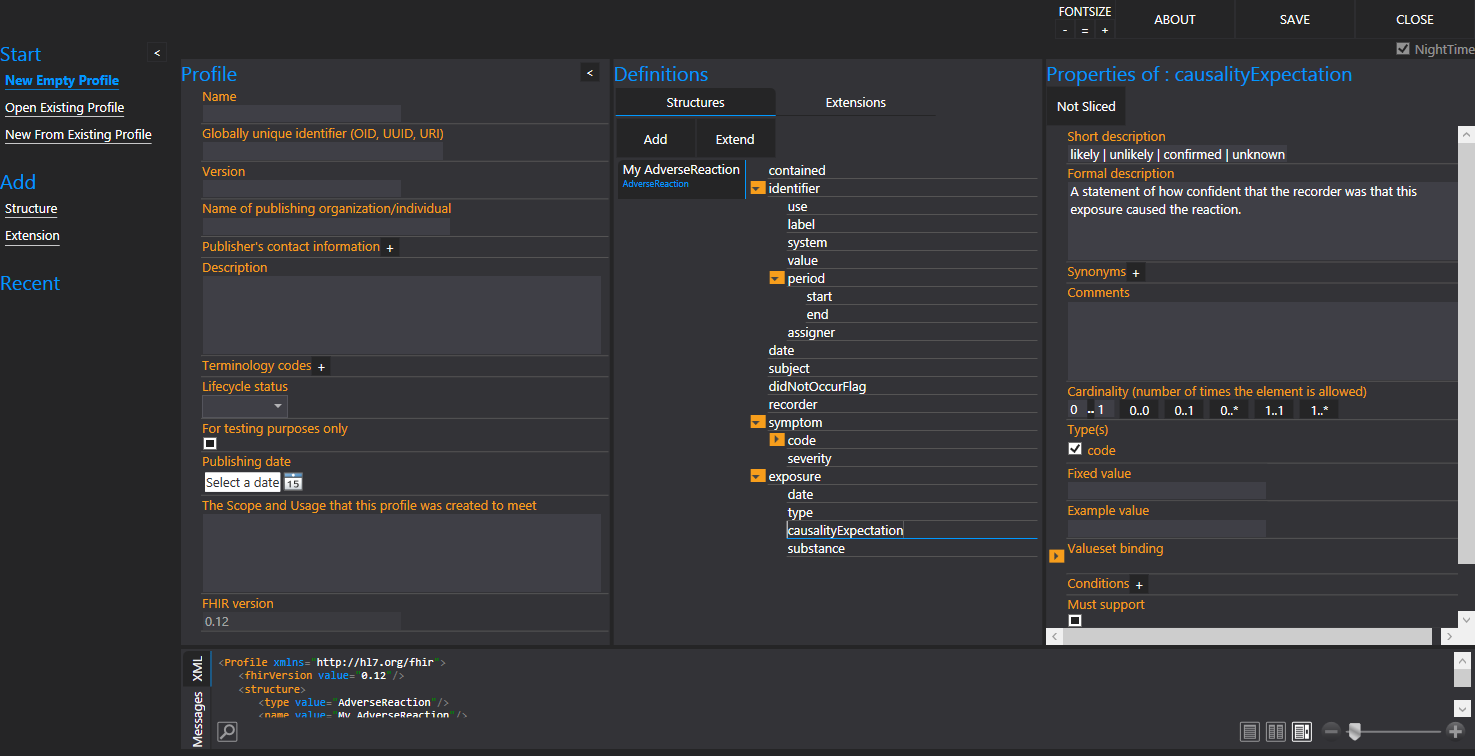 FONTSIZE
- = +
ABOUT
SAVE
CLOSE
NightTime
Start
<
New Empty Profile
Open Existing Profile
New From Existing Profile
Add
Structure
Extension
Recent
Profile
<
Name
Globally unique identifier (OID, UUID, URI)
Version
Name of publishing organization/individual
Publisher's contact information +
Description
Terminology codes +
Lifecycle status
For testing purposes only
Publishing date
Select a date 15
The Scope and Usage that this profile was created to meet
FHIR version
0.12
Definitions
Structures Extensions
Add Extend
My AdverseReaction
AdverseReaction
contained
identifier
use
label
system
value
period
start
end
assigner
date
subject
didNotOccurFlag
recorder
symptom
code
severity
exposure
date
type
causalityExpectation
substance
Properties of : causalityExpectation
Not Sliced
Short description
likely | unlikely | confirmed | unknown
Formal description
A statement of how confident that the recorder was that this
exposure caused the reaction.
Synonyms +
Comments
Cardinality (number of times the element is allowed)
0 .. 1 0..0 0..1 0..* 1..1 1..*
Type(s)
code
Fixed value
Example value
Valueset binding
Conditions +
Must support
XML
Messages
<Profile xmlns="http://hl7.org/fhir">
<fhirVersion value="0.12"/>
<structure>
<type value="AdverseReaction"/>
<name value="My AdverseReaction"/>